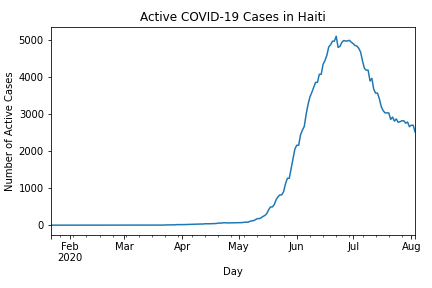 Active COVID-19 Cases in Haiti
Number of Active Cases
5000
4000
3000
2000
1000
0
Feb Mar Apr May Jun Jul Aug
2020
Day